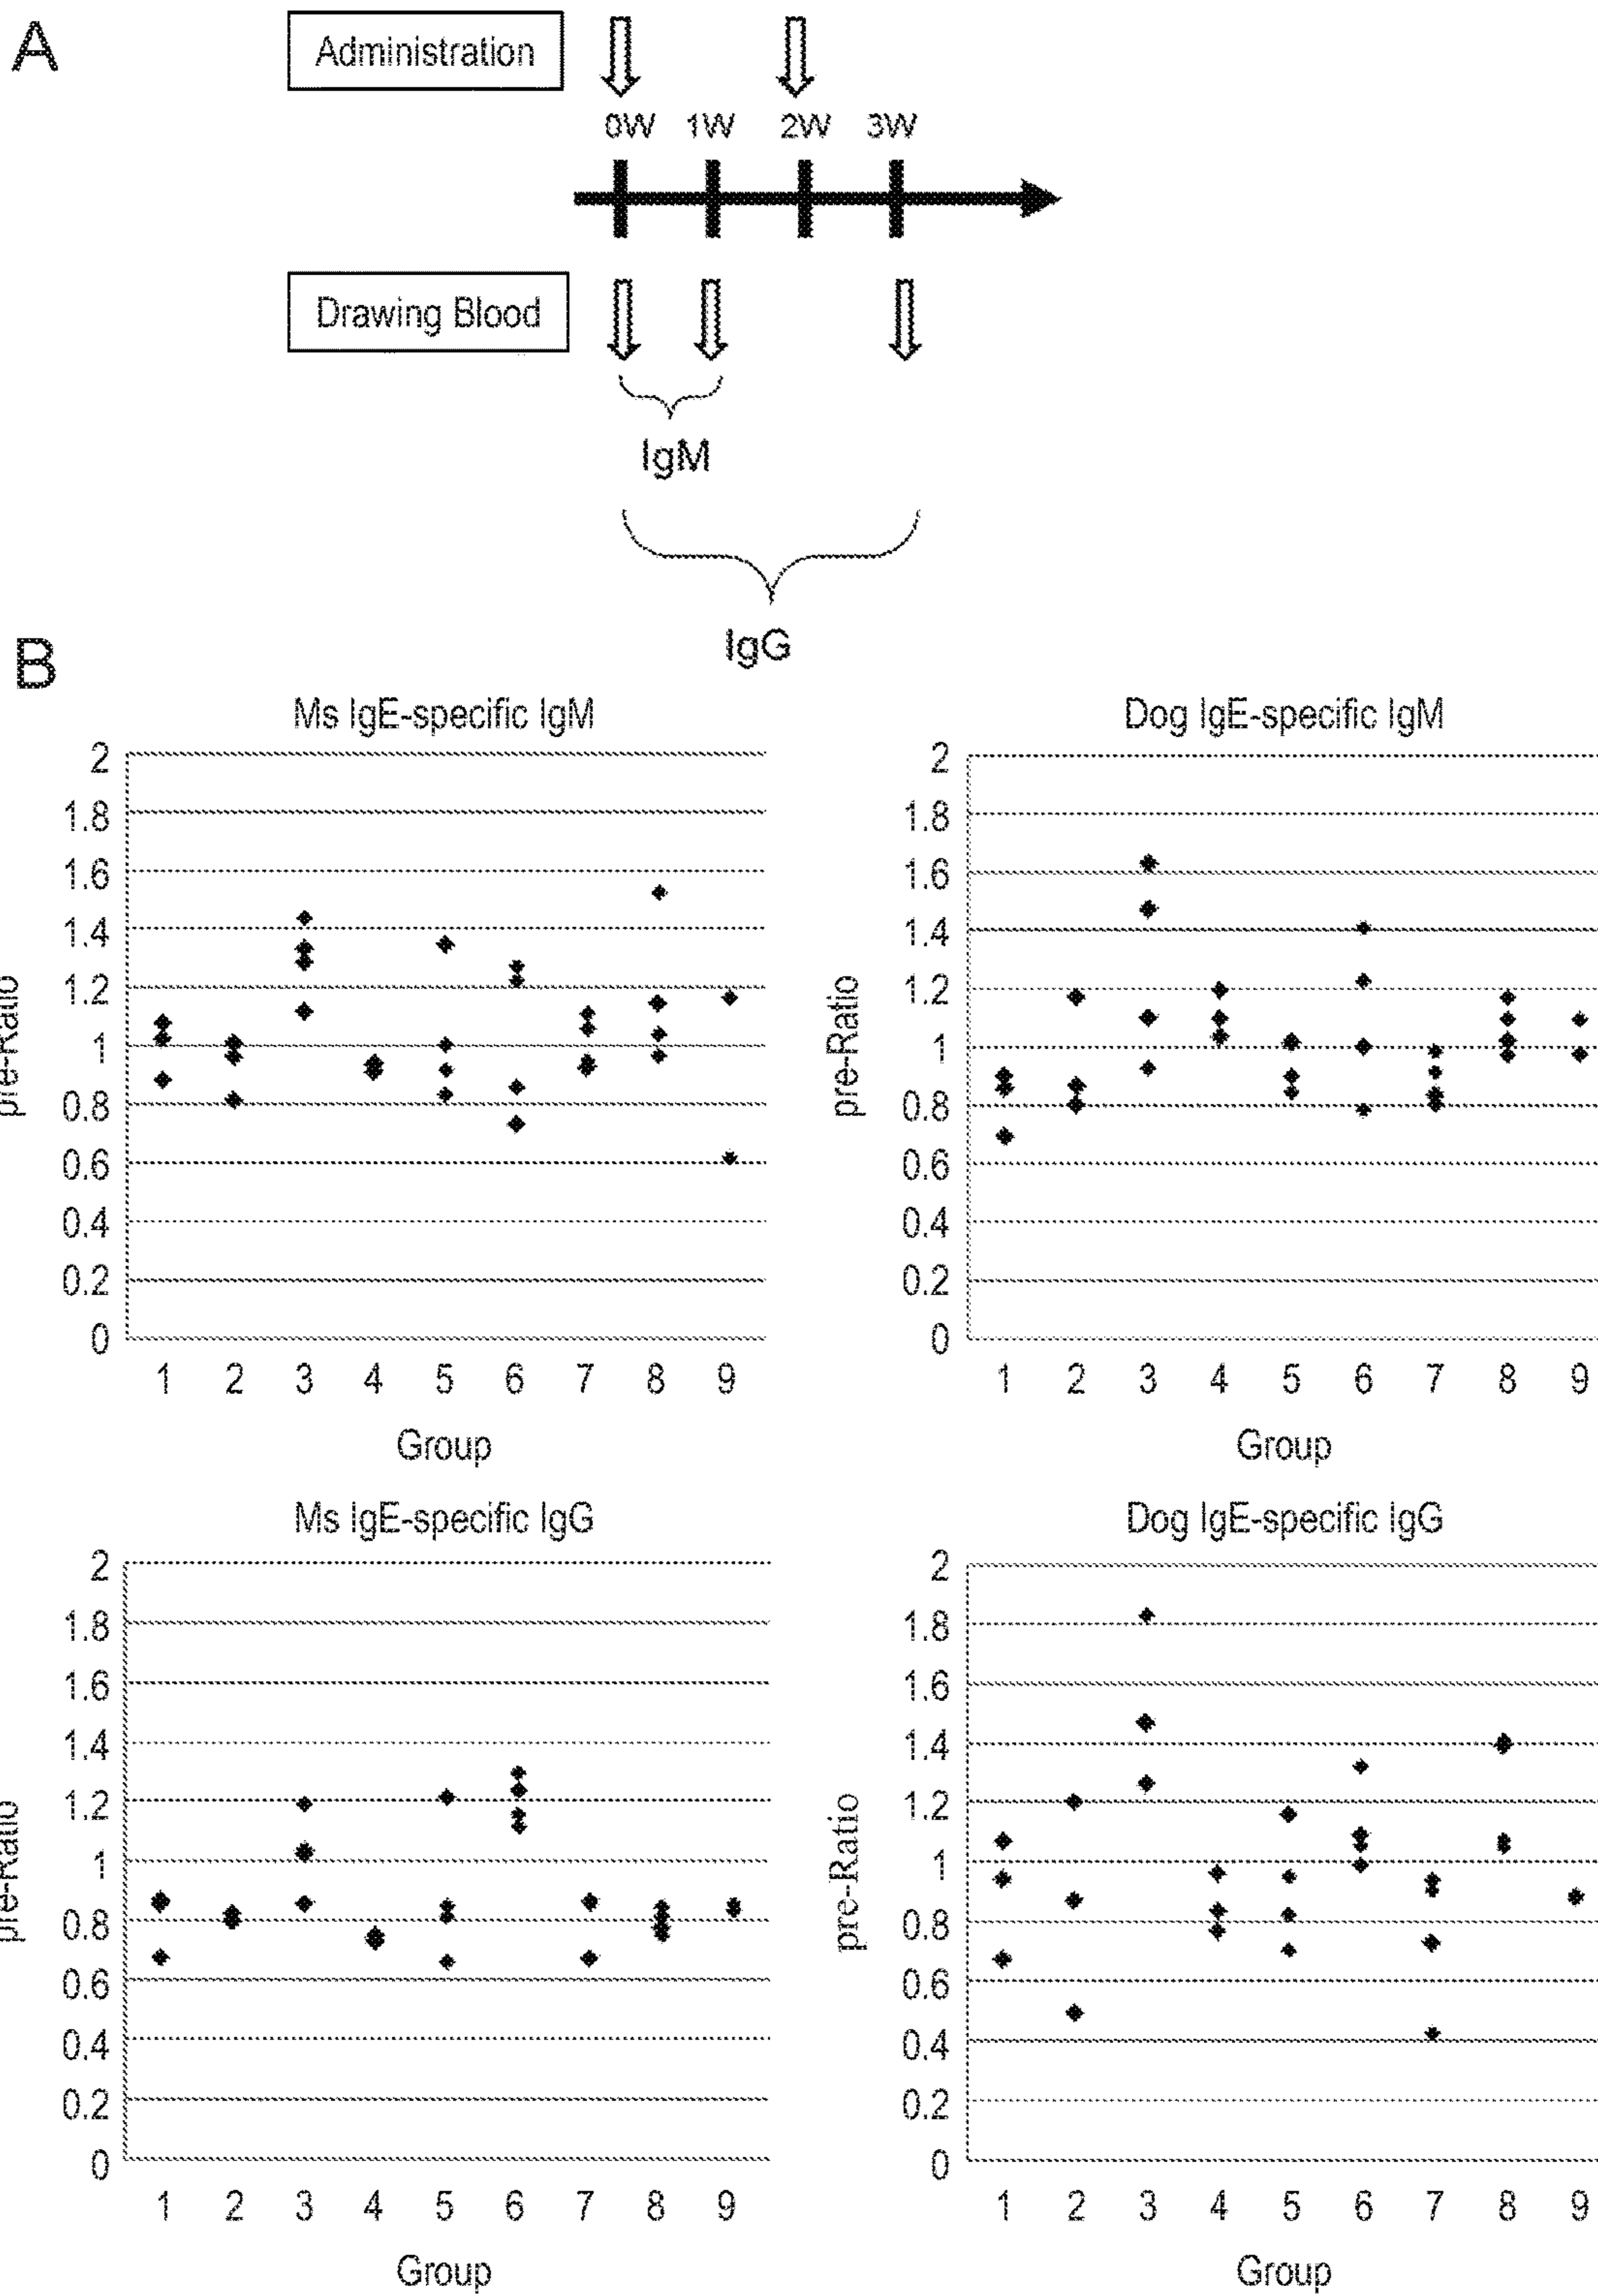 A
Administration
0W 1W 2W 3W
Drawing Blood
IgM
IgG
B
Ms IgE-specific IgM
2
1.8
1.6
1.4
1.2
1
0.8
0.6
0.4
0.2
0
pre-Ratio
1 2 3 4 5 6 7 8 9
Group
Dog IgE-specific IgM
2
1.8
1.6
1.4
1.2
1
0.8
0.6
0.4
0.2
0
pre-Ratio
1 2 3 4 5 6 7 8 9
Group
Ms IgE-specific IgG
2
1.8
1.6
1.4
1.2
1
0.8
0.6
0.4
0.2
0
pre-Ratio
1 2 3 4 5 6 7 8 9
Group
Dog IgE-specific IgG
2
1.8
1.6
1.4
1.2
1
0.8
0.6
0.4
0.2
0
pre-Ratio
1 2 3 4 5 6 7 8 9
Group